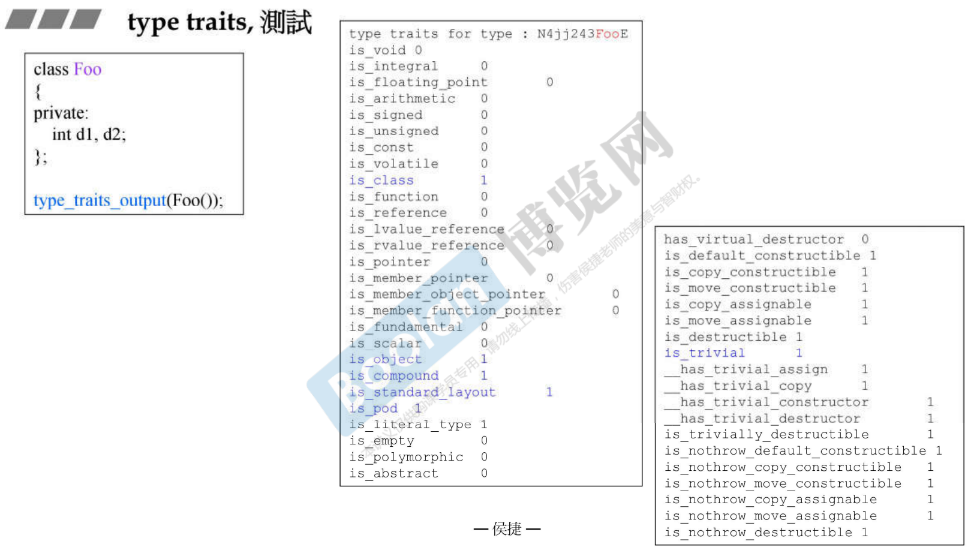 type traits, 測試
class Foo
{
private:
int d1, d2;
};
type_traits_output(Foo());
type traits for type : N4jj243FooE
is_void 0
is_integral 0
is_floating_point 0
is_arithmetic 0
is_signed 0
is_unsigned 0
is_const 0
is_volatile 0
is_class 1
is_function 0
is_reference 0
is_lvalue_reference 0
is_rvalue_reference 0
is_pointer 0
is_member_pointer 0
is_member_object_pointer 0
is_member_function_pointer 0
is_fundamental 0
is_scalar 0
is_object 1
is_compound 1
is_standard_layout 1
is_pod 1
is_literal_type 1
is_empty 0
is_polymorphic 0
is_abstract 0
has_virtual_destructor 0
is_default_constructible 1
is_copy_constructible 1
is_move_constructible 1
is_copy_assignable 1
is_move_assignable 1
is_destructible 1
is_trivial 1
__has_trivial_assign 1
__has_trivial_copy 1
__has_trivial_constructor 1
__has_trivial_destructor 1
is_trivially_destructible 1
is_nothrow_default_constructible 1
is_nothrow_copy_constructible 1
is_nothrow_move_constructible 1
is_nothrow_copy_assignable 1
is_nothrow_move_assignable 1
is_nothrow_destructible 1
— 侯捷 —
Boolan 博览网